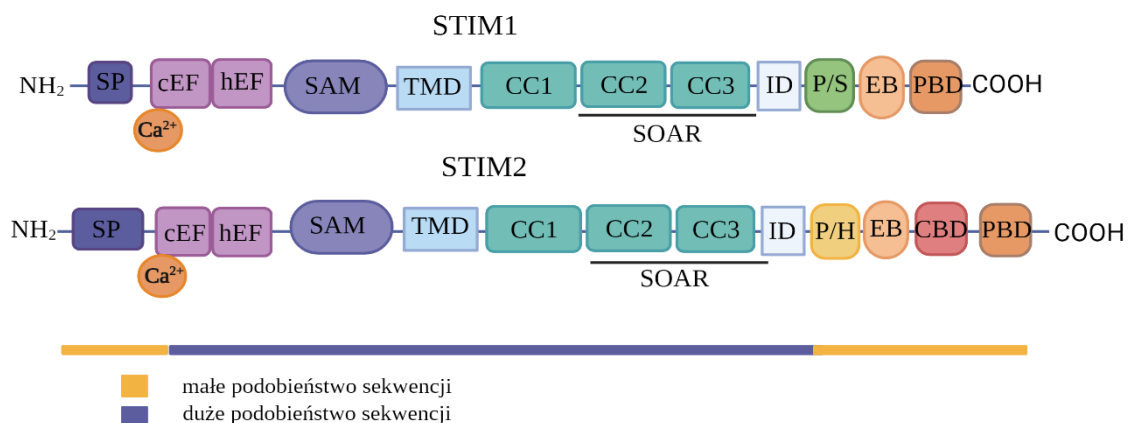 STIM1
NH₂ SP cEF hEF SAM TMD CC1 CC2 CC3 ID P/S EB PBD COOH
Ca²⁺
SOAR
STIM2
NH₂ SP cEF hEF SAM TMD CC1 CC2 CC3 ID P/H EB CBD PBD COOH
Ca²⁺
SOAR
małe podobieństwo sekwencji
duże podobieństwo sekwencji